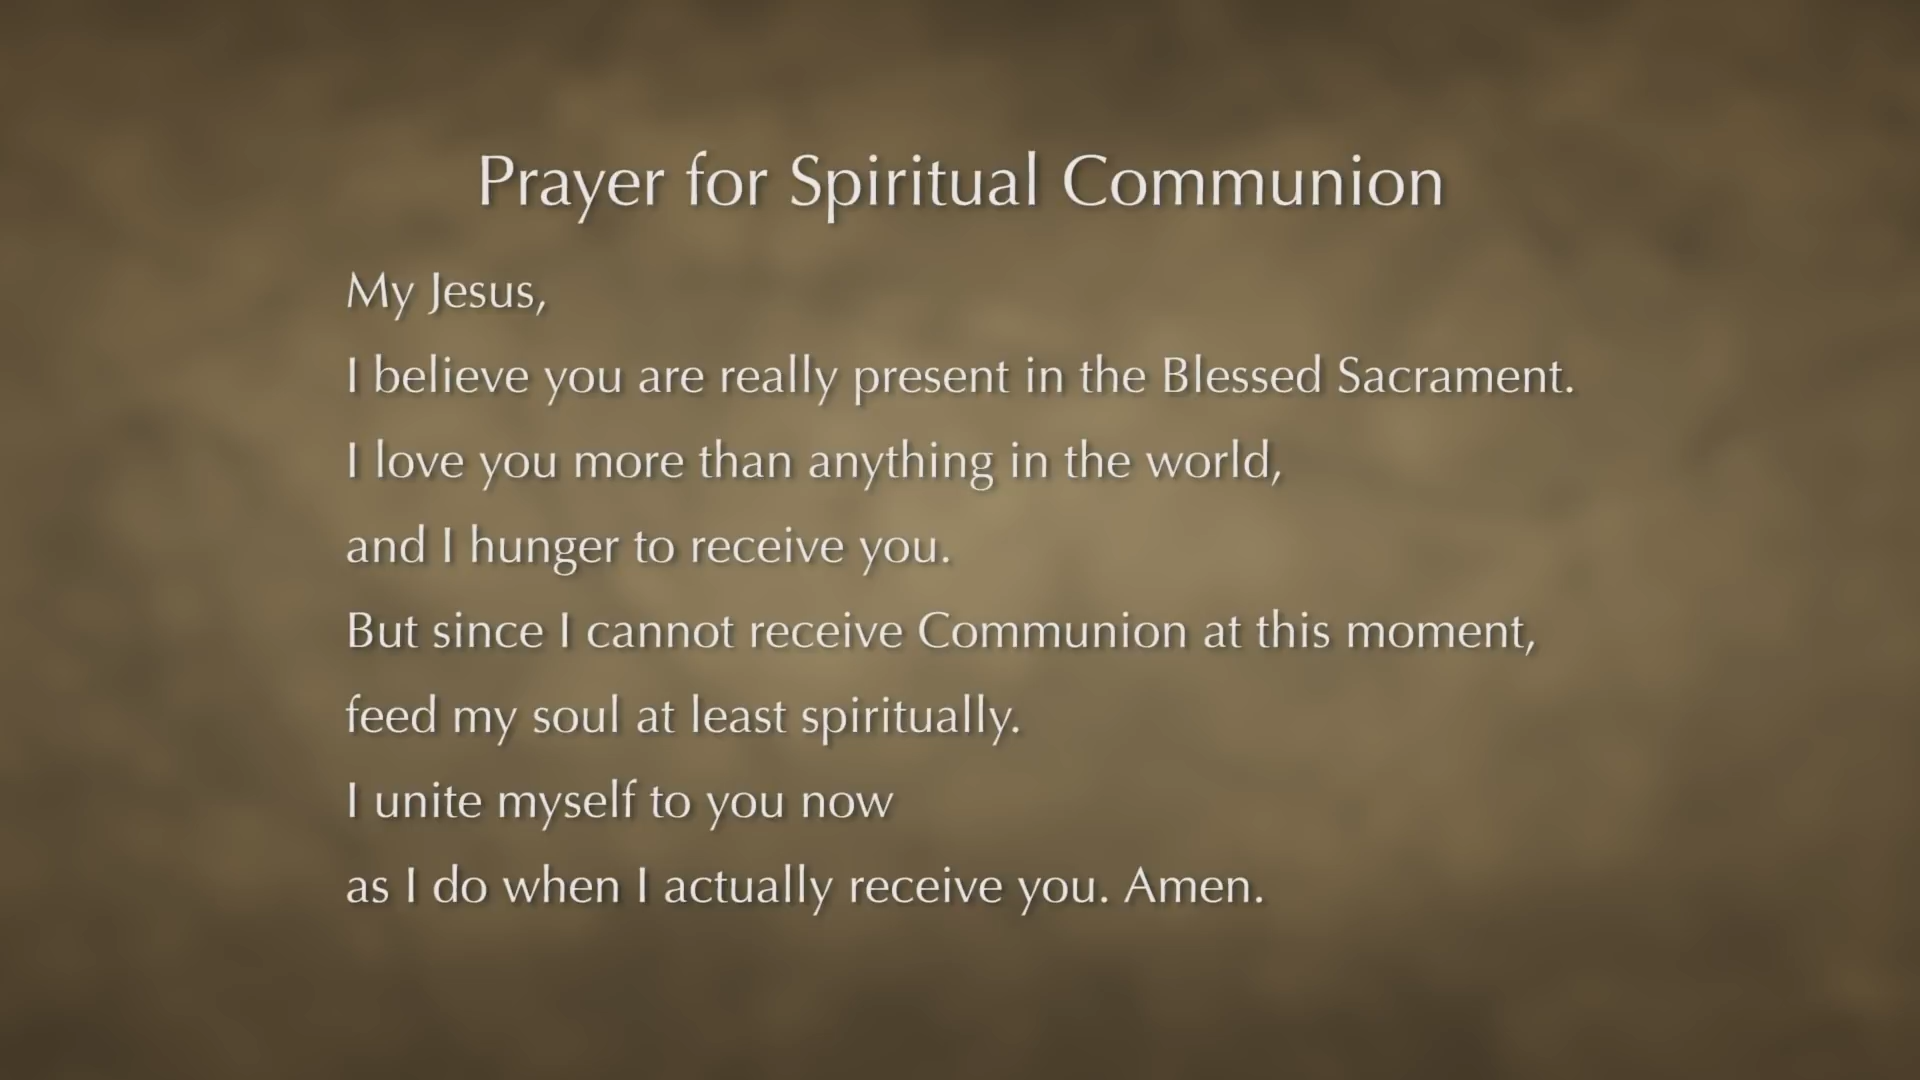 Prayer for Spiritual Communion
My Jesus,
I believe you are really present in the Blessed Sacrament.
I love you more than anything in the world,
and I hunger to receive you.
But since I cannot receive Communion at this moment,
feed my soul at least spiritually.
I unite myself to you now
as I do when I actually receive you. Amen.